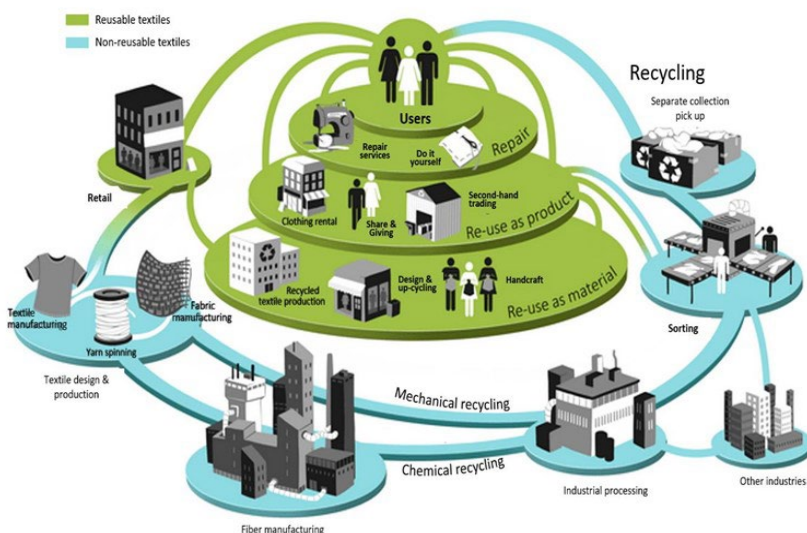 Reusable textiles
Non-reusable textiles
Recycling
Separate collection
pick up
Users
Repair
services
Do it
yourself
Repair
Retail
Clothing rental
Share &
Giving
Second-hand
trading
Re-use as product
Recycled
textile production
Design &
up-cycling
Handcraft
Re-use as material
Textile
manufacturing
Fabric
manufacturing
Yarn spinning
Textile design &
production
Sorting
Mechanical recycling
Chemical recycling
Industrial processing
Other industries
Fiber manufacturing